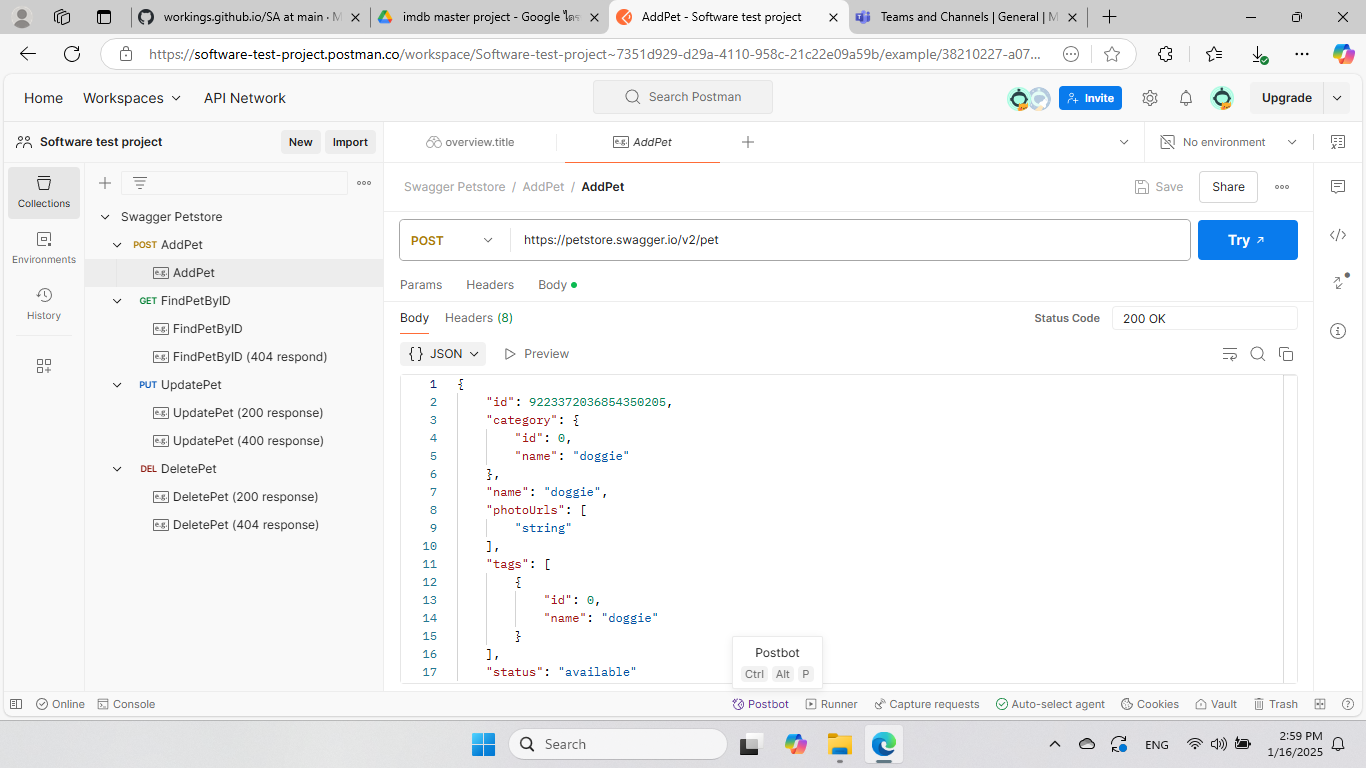 workings.github.io/SA at main · M
imdb master project - Google ไดร
AddPet - Software test project
Teams and Channels | General | M
https://software-test-project.postman.co/workspace/Software-test-project~7351d929-d29a-4110-958c-21c22e09a59b/example/38210227-a07...
Home
Workspaces
API Network
Search Postman
Invite
Upgrade
Software test project
New
Import
overview.title
e.g. AddPet
No environment
Collections
Environments
History
Swagger Petstore
POST AddPet
e.g. AddPet
GET FindPetByID
e.g. FindPetByID
e.g. FindPetByID (404 respond)
PUT UpdatePet
e.g. UpdatePet (200 response)
e.g. UpdatePet (400 response)
DEL DeletePet
e.g. DeletePet (200 response)
e.g. DeletePet (404 response)
Swagger Petstore / AddPet / AddPet
Save
Share
POST
https://petstore.swagger.io/v2/pet
Try
Params
Headers
Body
Body
Headers (8)
Status Code
200 OK
{} JSON
Preview
1 {
2 "id": 9223372036854350205,
3 "category": {
4 "id": 0,
5 "name": "doggie"
6 },
7 "name": "doggie",
8 "photoUrls": [
9 "string"
10 ],
11 "tags": [
12 {
13 "id": 0,
14 "name": "doggie"
15 }
16 ],
17 "status": "available"
Postbot
Ctrl Alt P
Online
Console
Postbot
Runner
Capture requests
Auto-select agent
Cookies
Vault
Trash
Search
ENG
2:59 PM
1/16/2025